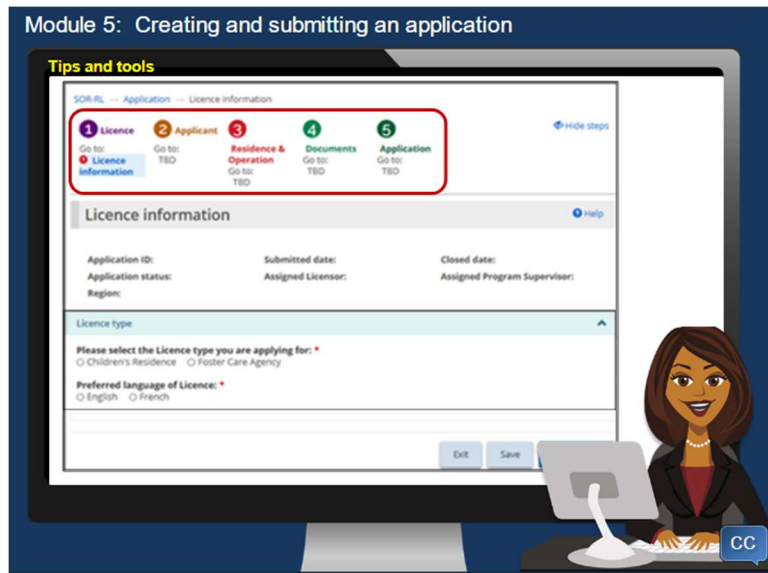 Module 5: Creating and submitting an application
Tips and tools
SOR-RL → Application → Licence information
1 Licence 2 Applicant 3 4 5 Hide steps
Go to: Go to: Residence & Documents Application
Licence TBD Operation Go to: Go to:
information Go to: TBD TBD
TBD
Licence information Help
Application ID: Submitted date: Closed date:
Application status: Assigned Licensor: Assigned Program Supervisor:
Region:
Licence type
Please select the Licence type you are applying for: *
Children's Residence Foster Care Agency
Preferred language of Licence: *
English French
Exit Save
CC